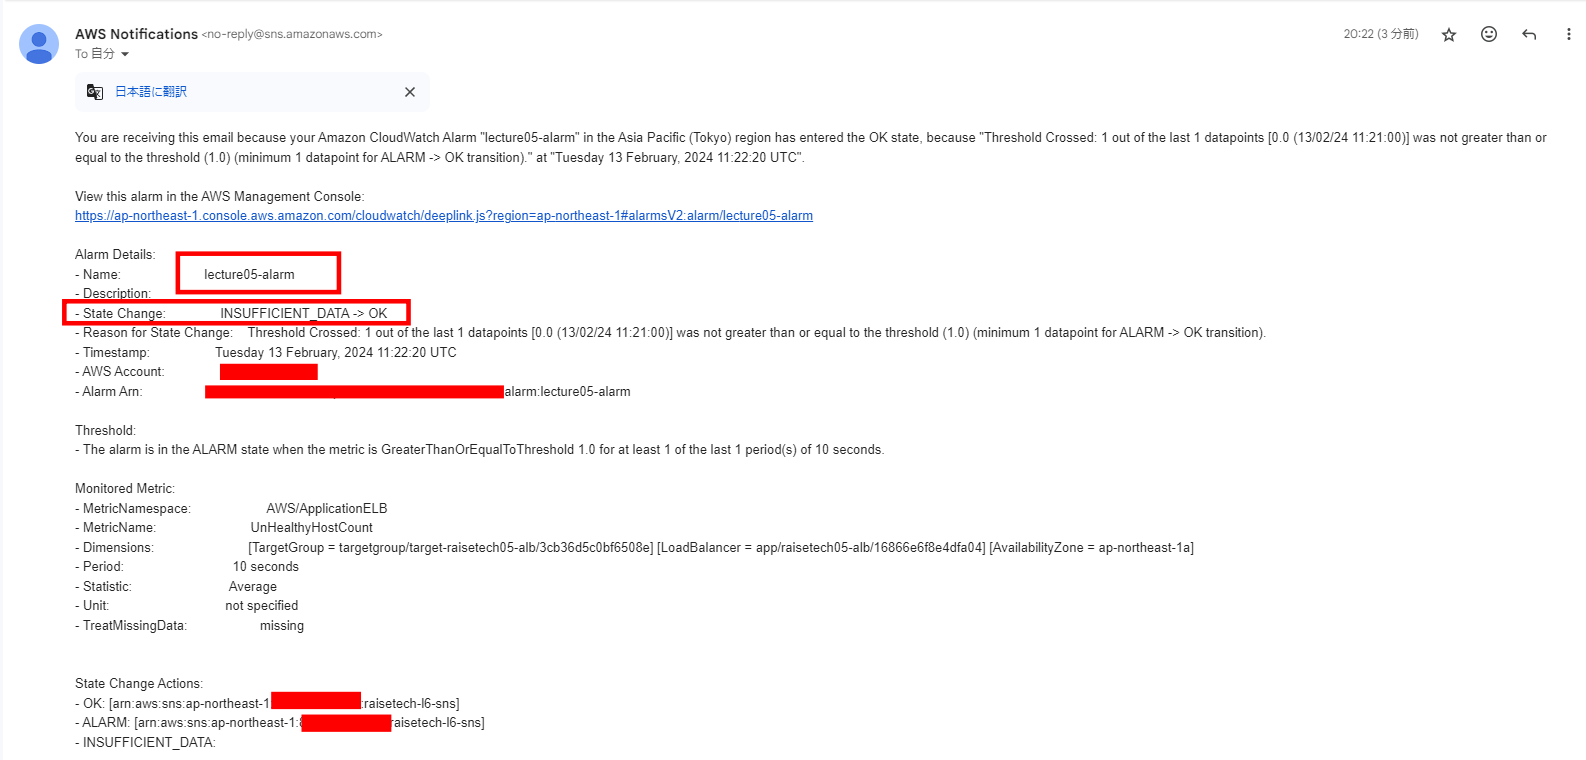 AWS Notifications <no-reply@sns.amazonaws.com>
20:22 (3 分前)
To 自分
日本語に翻訳
You are receiving this email because your Amazon CloudWatch Alarm "lecture05-alarm" in the Asia Pacific (Tokyo) region has entered the OK state, because "Threshold Crossed: 1 out of the last 1 datapoints [0.0 (13/02/24 11:21:00)] was not greater than or
equal to the threshold (1.0) (minimum 1 datapoint for ALARM -> OK transition)." at "Tuesday 13 February, 2024 11:22:20 UTC".
View this alarm in the AWS Management Console:
https://ap-northeast-1.console.aws.amazon.com/cloudwatch/deeplink.js?region=ap-northeast-1#alarmsV2:alarm/lecture05-alarm
Alarm Details:
- Name: lecture05-alarm
- Description:
- State Change: INSUFFICIENT_DATA -> OK
- Reason for State Change: Threshold Crossed: 1 out of the last 1 datapoints [0.0 (13/02/24 11:21:00)] was not greater than or equal to the threshold (1.0) (minimum 1 datapoint for ALARM -> OK transition).
- Timestamp: Tuesday 13 February, 2024 11:22:20 UTC
- AWS Account:
- Alarm Arn: alarm:lecture05-alarm
Threshold:
- The alarm is in the ALARM state when the metric is GreaterThanOrEqualToThreshold 1.0 for at least 1 of the last 1 period(s) of 10 seconds.
Monitored Metric:
- MetricNamespace: AWS/ApplicationELB
- MetricName: UnHealthyHostCount
- Dimensions: [TargetGroup = targetgroup/target-raisetech05-alb/3cb36d5c0bf6508e] [LoadBalancer = app/raisetech05-alb/16866e6f8e4dfa04] [AvailabilityZone = ap-northeast-1a]
- Period: 10 seconds
- Statistic: Average
- Unit: not specified
- TreatMissingData: missing
State Change Actions:
- OK: [arn:aws:sns:ap-northeast-1: :raisetech-l6-sns]
- ALARM: [arn:aws:sns:ap-northeast-1: raisetech-l6-sns]
- INSUFFICIENT_DATA: